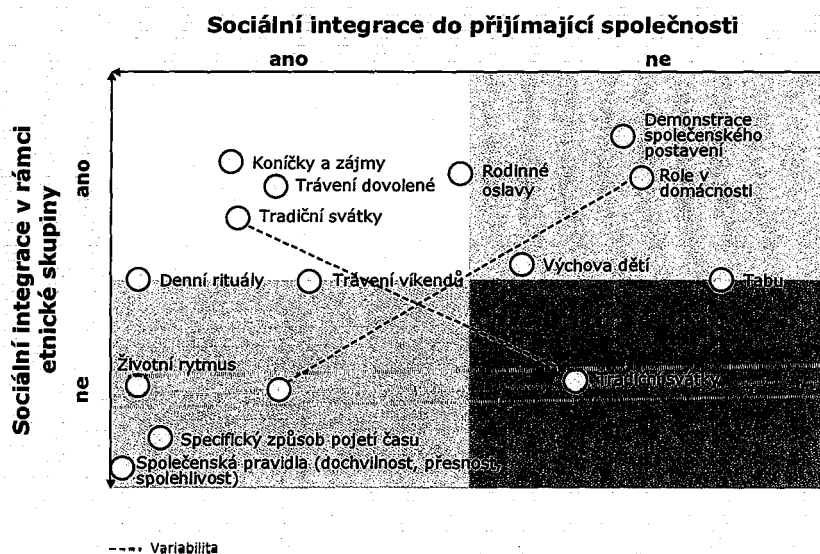 Sociální integrace do přijímající společnosti
ano
ne
Sociální integrace v rámci
etnické skupiny
ano
ne
Demonstrace
společenského
postavení
Koníčky a zájmy
Rodinné
oslavy
Role v
domácnosti
Trávení dovolené
Tradiční svátky
Výchova dětí
Denní rituály
Trávení víkendů
Tabu
Životní rytmus
Tradiční svátky
Specifický způsob pojetí času
Společenská pravidla (dochvilnost, přesnost,
spolehlivost)
Variabilita